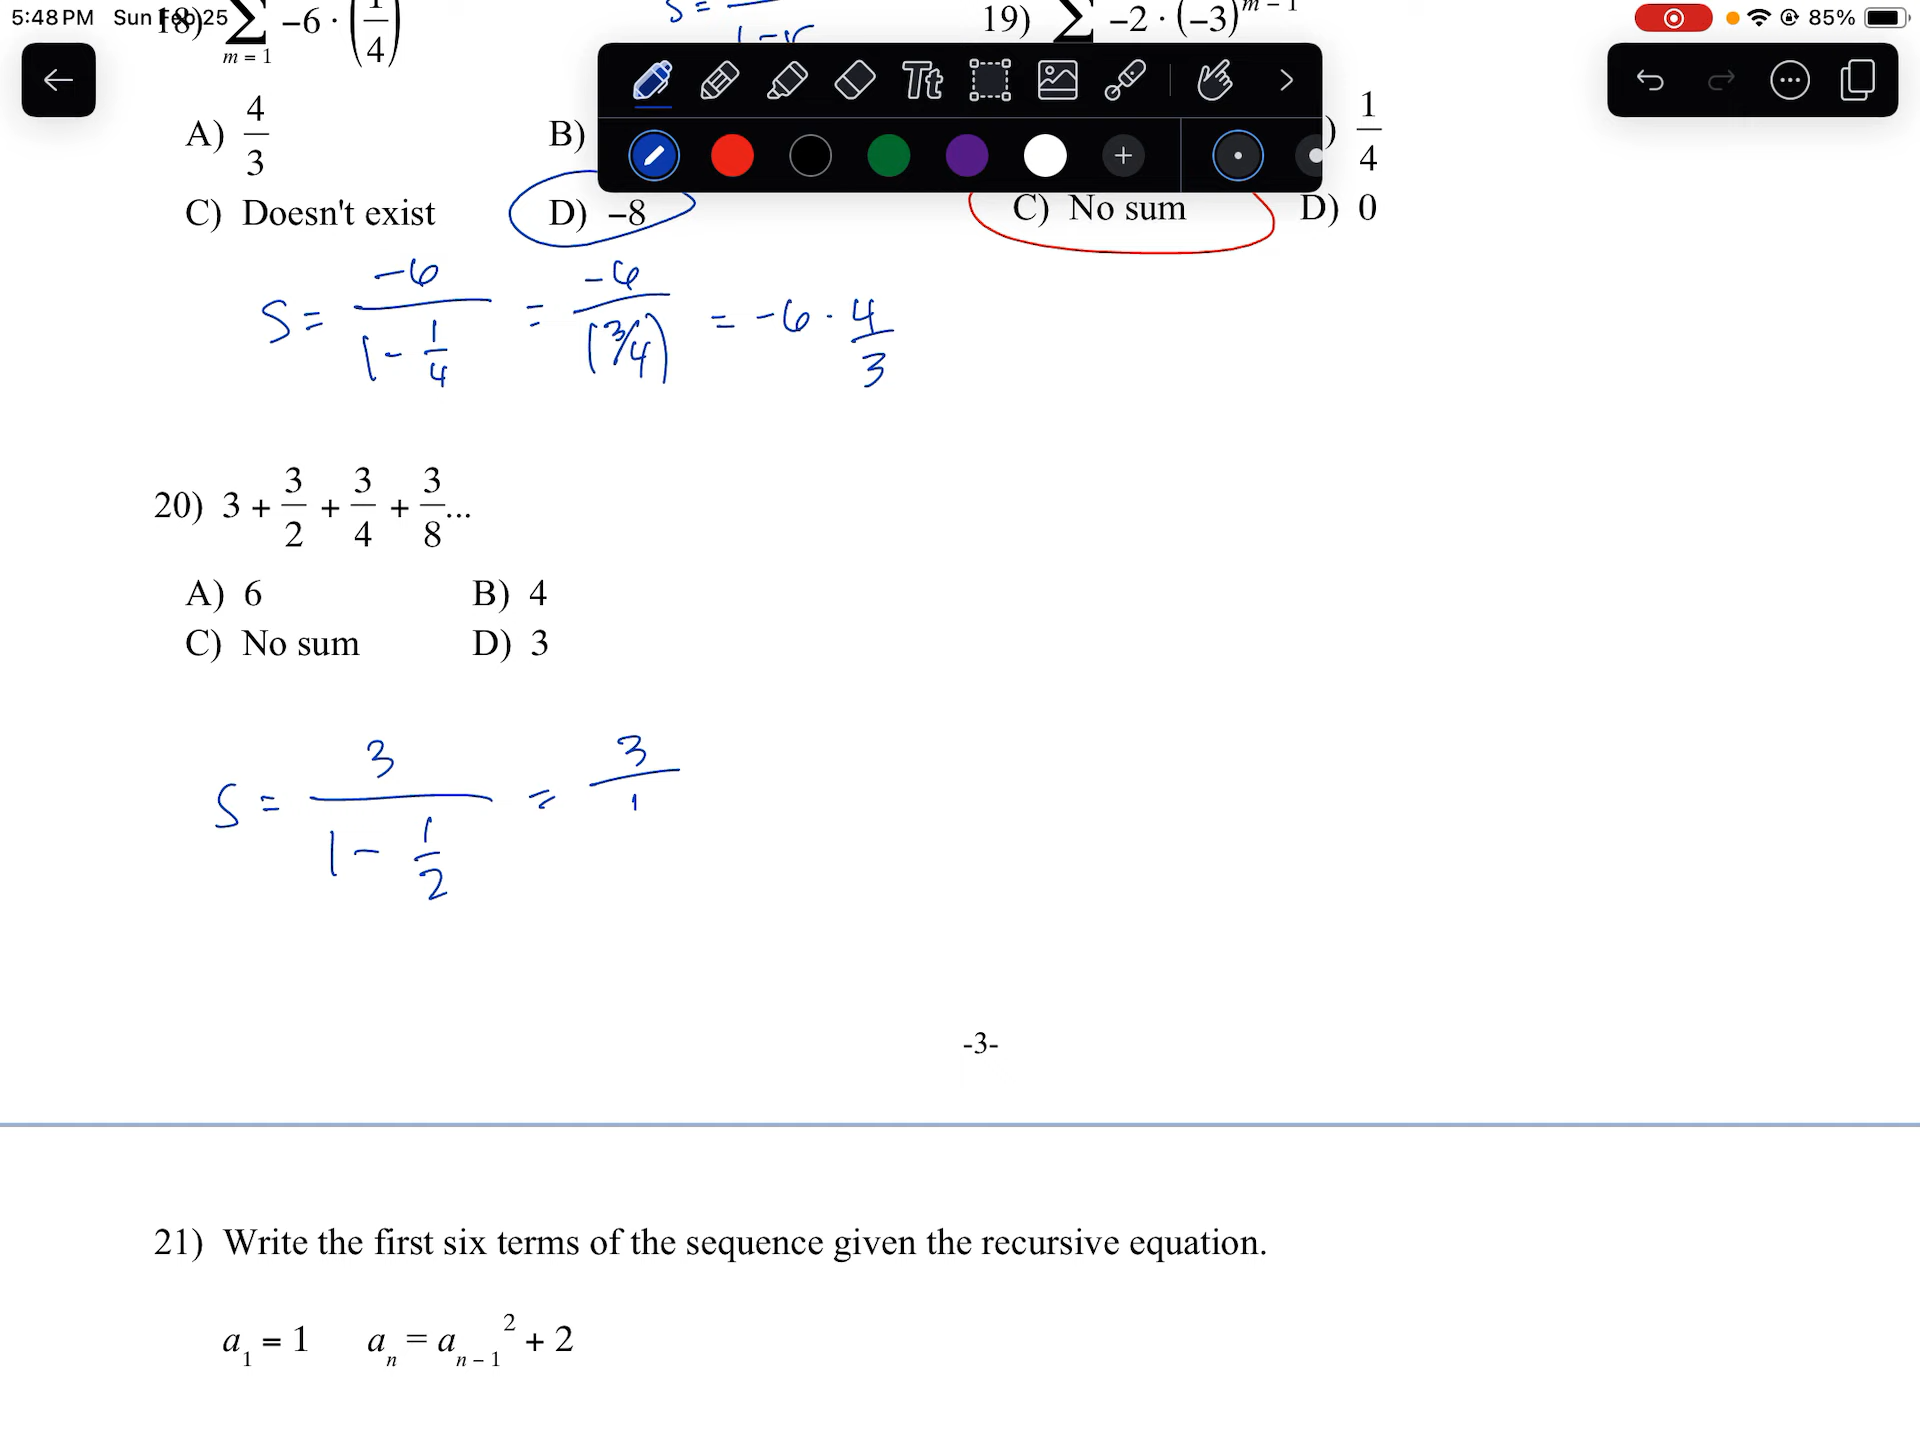 5:48 PM Sun Feb 25
85%
18) ∑ −6 · (1/4)
m = 1
S =
1 − r
19) ∑ −2 · (−3)^(m − 1)
Tt
A) 4/3
B)
) 1/4
C) Doesn't exist
D) −8
C) No sum
D) 0
S = −6/(1 − 1/4) = −6/(3/4) = −6 · 4/3
20) 3 + 3/2 + 3/4 + 3/8...
A) 6
B) 4
C) No sum
D) 3
S = 3/(1 − 1/2) = 3/1
-3-
21) Write the first six terms of the sequence given the recursive equation.
a₁ = 1 aₙ = aₙ₋₁² + 2